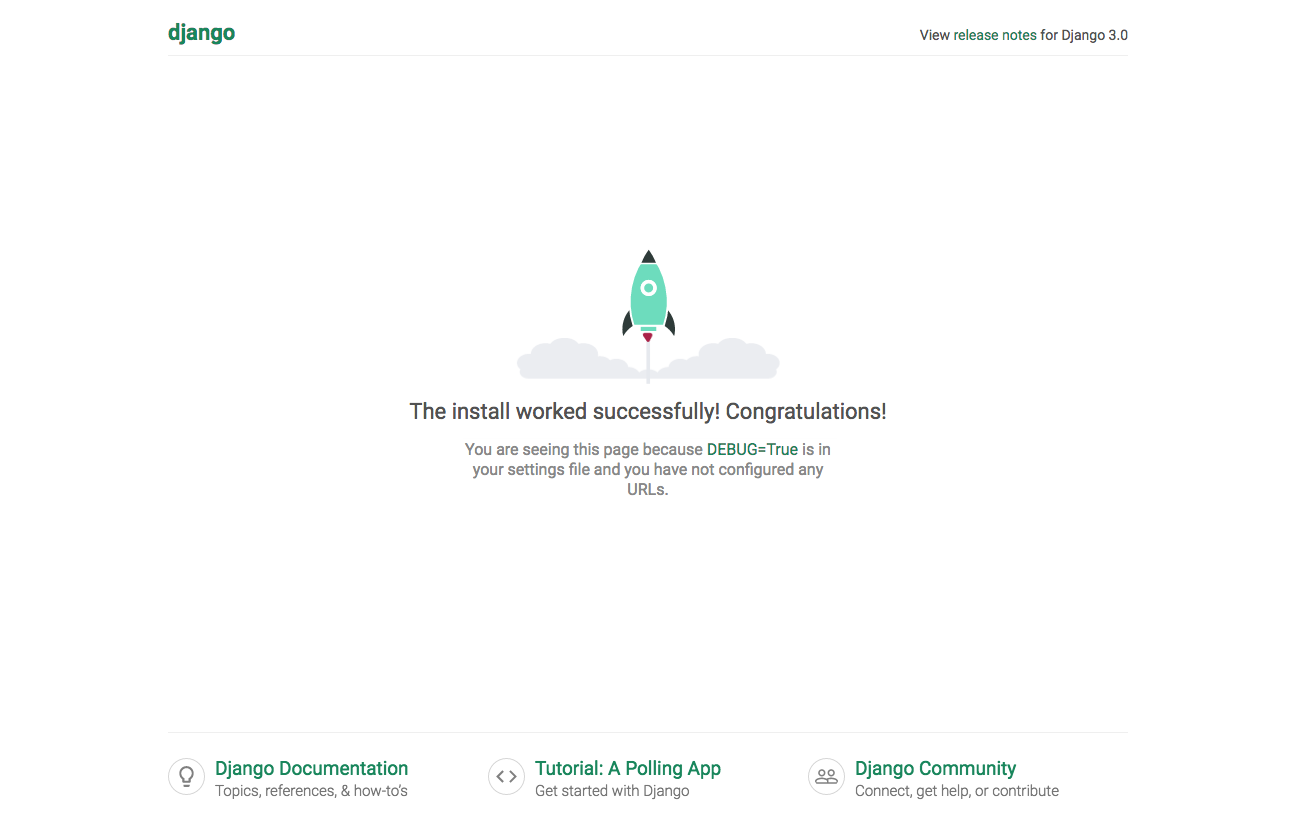 django
View release notes for Django 3.0
The install worked successfully! Congratulations!
You are seeing this page because DEBUG=True is in
your settings file and you have not configured any
URLs.
Django Documentation
Topics, references, & how-to’s
Tutorial: A Polling App
Get started with Django
Django Community
Connect, get help, or contribute